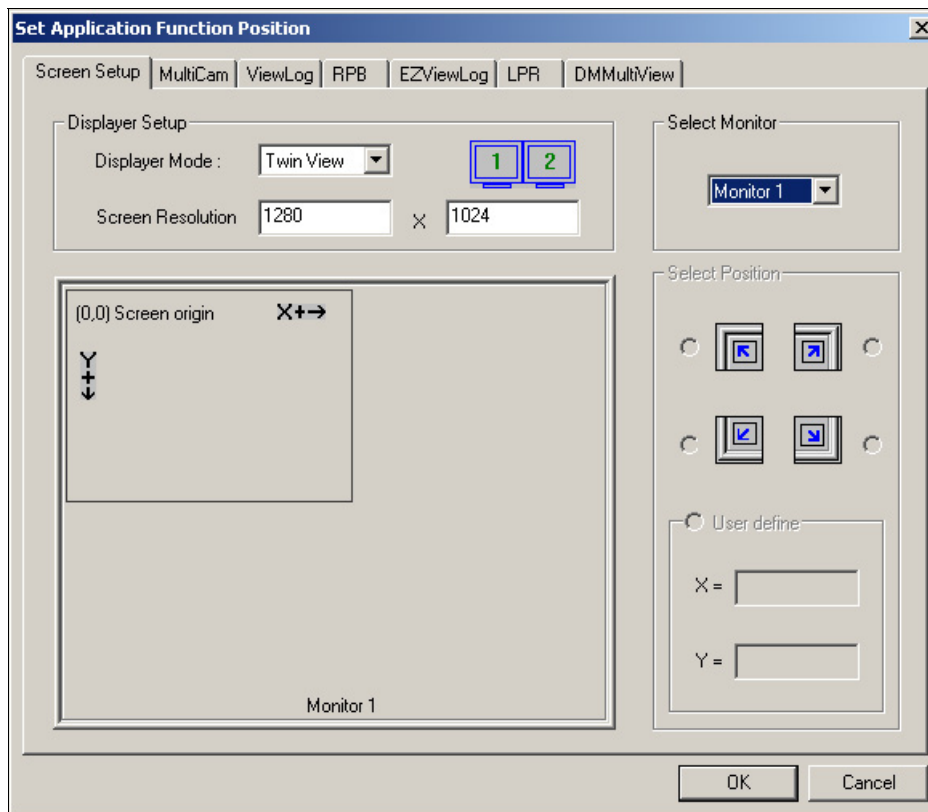 Set Application Function Position
Screen Setup MultiCam ViewLog RPB EZViewLog LPR DMMultiView
Displayer Setup
Displayer Mode : Twin View 1 2
Screen Resolution 1280 X 1024
Select Monitor
Monitor 1
(0,0) Screen origin X+→
Y
+
↓
Monitor 1
Select Position
User define
X =
Y =
OK Cancel